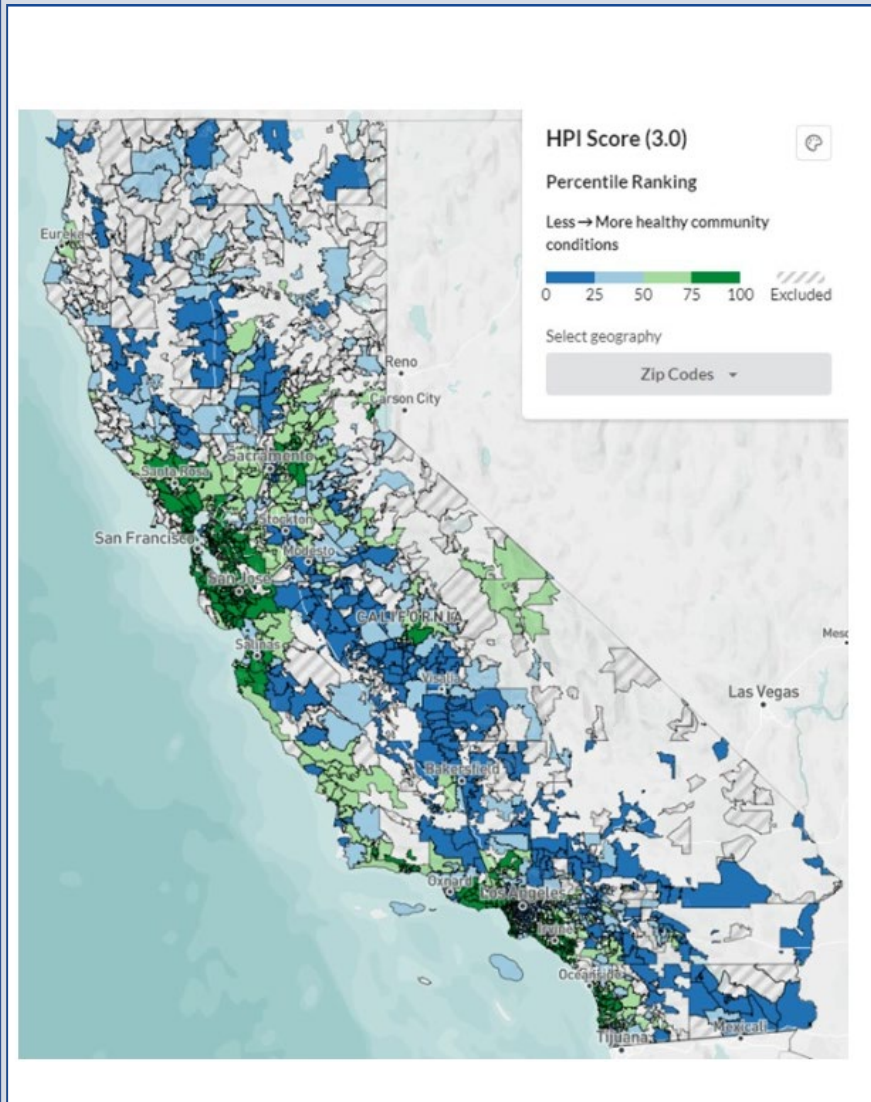 HPI Score (3.0)
Percentile Ranking
Less → More healthy community
conditions
0 25 50 75 100 Excluded
Select geography
Zip Codes
Eureka
Reno
Carson City
Sacramento
Santa Rosa
Stockton
San Francisco
Modesto
San Jose
CALIFORNIA
Salinas
Visalia
Las Vegas
Bakersfield
Oxnard
Los Angeles
Irvine
Oceanside
Mexicali
Tijuana